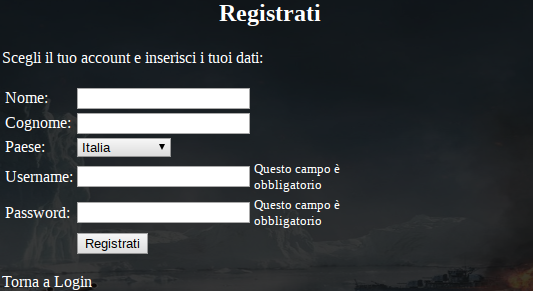 Registrati
Scegli il tuo account e inserisci i tuoi dati:
Nome:
Cognome:
Paese: Italia
Username: Questo campo è
obbligatorio
Password: Questo campo è
obbligatorio
Registrati
Torna a Login